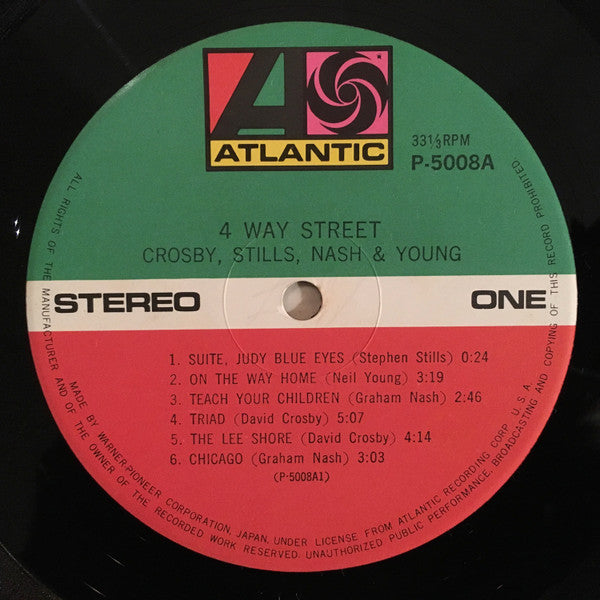 ATLANTIC
33⅓RPM
P-5008A
4 WAY STREET
CROSBY, STILLS, NASH & YOUNG
STEREO
ONE
1. SUITE, JUDY BLUE EYES (Stephen Stills) 0:24
2. ON THE WAY HOME (Neil Young) 3:19
3. TEACH YOUR CHILDREN (Graham Nash) 2:46
4. TRIAD (David Crosby) 5:07
5. THE LEE SHORE (David Crosby) 4:14
6. CHICAGO (Graham Nash) 3:03
(P-5008A1)
MADE BY WARNER-PIONEER CORPORATION, JAPAN, UNDER LICENSE FROM ATLANTIC RECORDING CORP. U.S.A.
ALL RIGHTS OF THE MANUFACTURER AND OF THE OWNER OF THE RECORDED WORK RESERVED. UNAUTHORIZED PUBLIC PERFORMANCE, BROADCASTING AND COPYING OF THIS RECORD PROHIBITED.